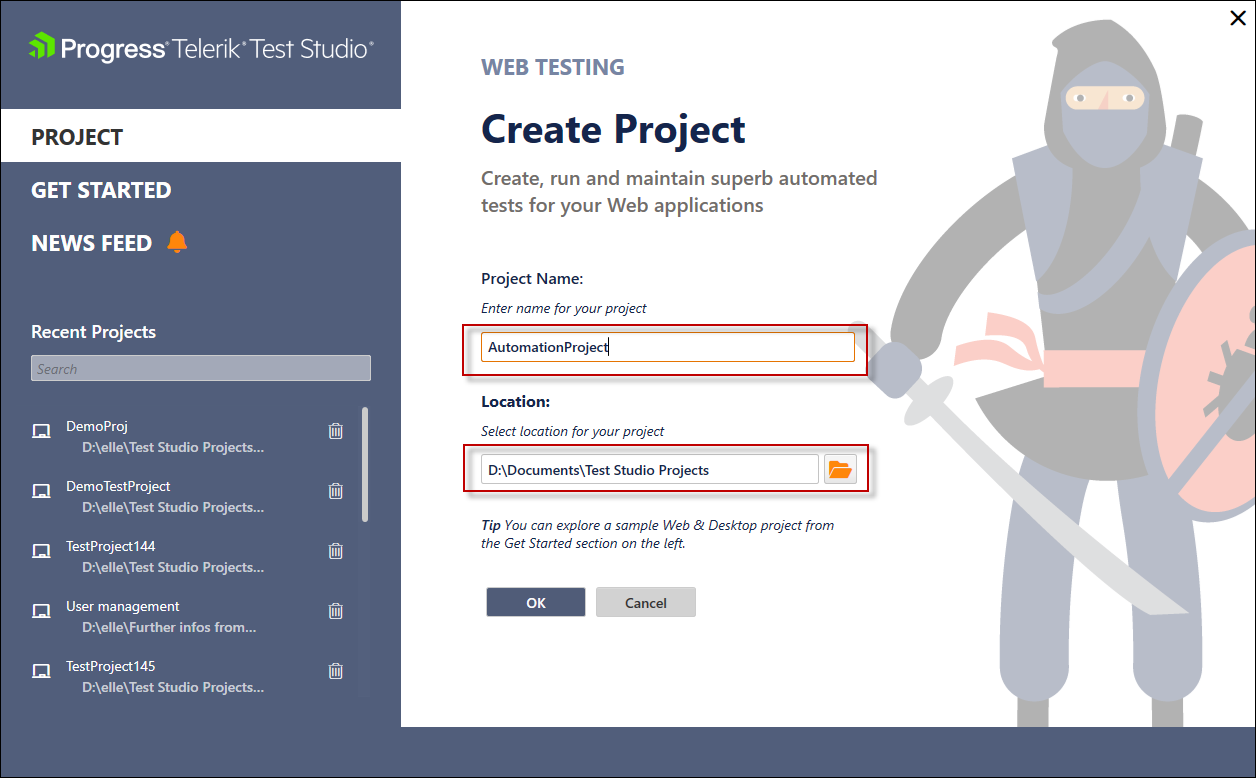 Progress® Telerik® Test Studio®
PROJECT
GET STARTED
NEWS FEED
Recent Projects
Search
DemoProj
D:\elle\Test Studio Projects...
DemoTestProject
D:\elle\Test Studio Projects...
TestProject144
D:\elle\Test Studio Projects...
User management
D:\elle\Further infos from...
TestProject145
D:\elle\Test Studio Projects...
WEB TESTING
Create Project
Create, run and maintain superb automated
tests for your Web applications
Project Name:
Enter name for your project
AutomationProject
Location:
Select location for your project
D:\Documents\Test Studio Projects
Tip You can explore a sample Web & Desktop project from
the Get Started section on the left.
OK
Cancel